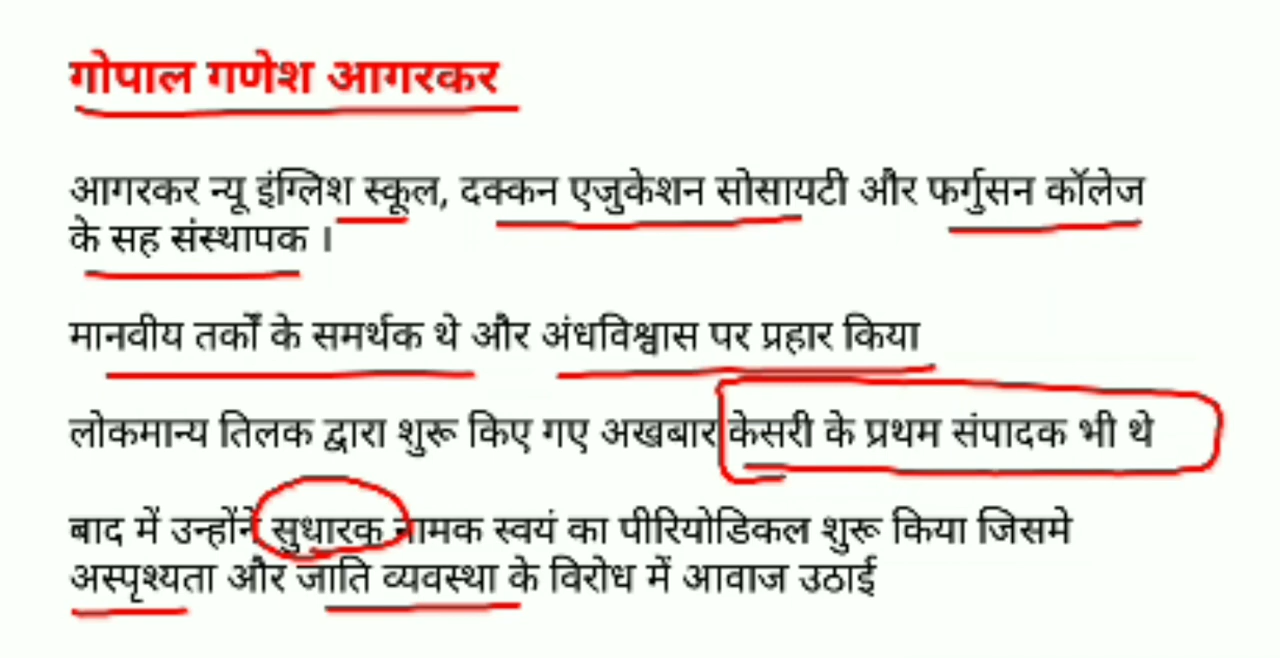 गोपाल गणेश आगरकर
आगरकर न्यू इंग्लिश स्कूल, दक्कन एजुकेशन सोसायटी और फर्गुसन कॉलेज
के सह संस्थापक ।
मानवीय तर्कों के समर्थक थे और अंधविश्वास पर प्रहार किया
लोकमान्य तिलक द्वारा शुरू किए गए अखबार केसरी के प्रथम संपादक भी थे
बाद में उन्होंने सुधारक नामक स्वयं का पीरियोडिकल शुरू किया जिसमे
अस्पृश्यता और जाति व्यवस्था के विरोध में आवाज उठाई